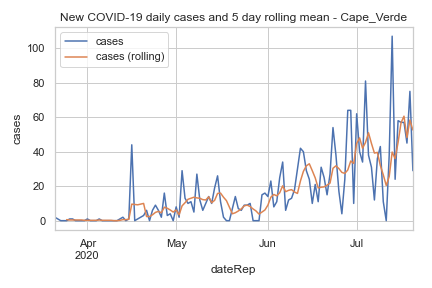 New COVID-19 daily cases and 5 day rolling mean - Cape_Verde
cases
cases (rolling)
100
80
60
40
20
0
cases
Apr
2020
May
Jun
Jul
dateRep